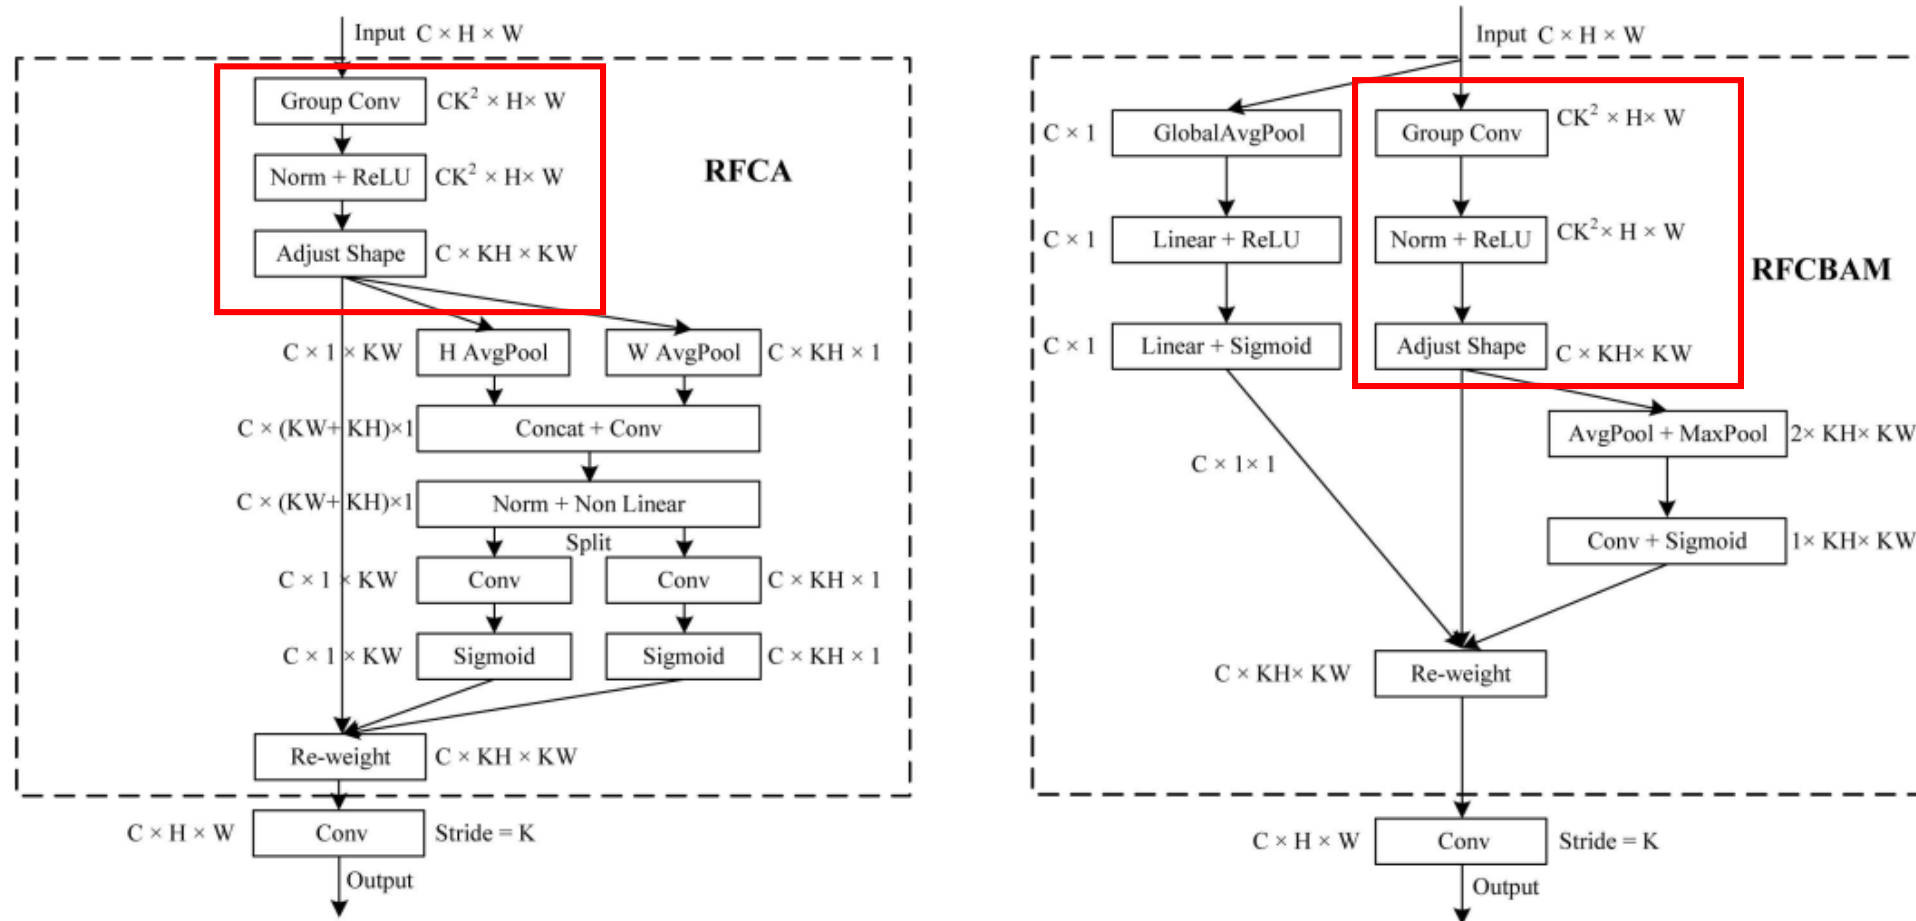 Input C × H × W
Group Conv CK² × H× W
Norm + ReLU CK² × H× W
RFCA
Adjust Shape C × KH × KW
C × 1 × KW H AvgPool W AvgPool C × KH × 1
C × (KW+ KH)×1 Concat + Conv
C × (KW+ KH)×1 Norm + Non Linear
Split
C × 1 × KW Conv Conv C × KH × 1
C × 1 × KW Sigmoid Sigmoid C × KH × 1
Re-weight C × KH × KW
C × H × W Conv Stride = K
Output
Input C × H × W
C × 1 GlobalAvgPool Group Conv CK² × H× W
C × 1 Linear + ReLU Norm + ReLU CK²× H × W
RFCBAM
C × 1 Linear + Sigmoid Adjust Shape C × KH× KW
AvgPool + MaxPool 2× KH× KW
C × 1× 1
Conv + Sigmoid 1× KH× KW
C × KH× KW Re-weight
C × H × W Conv Stride = K
Output